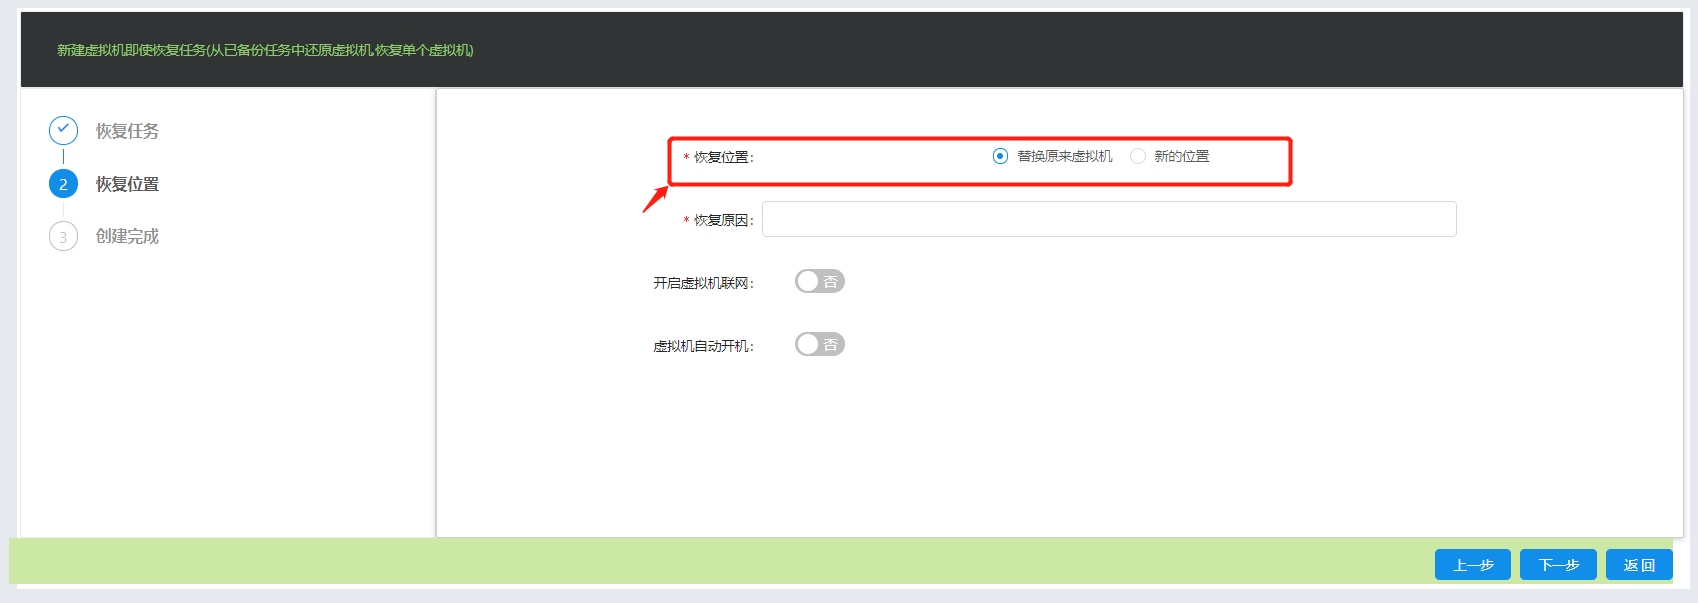 新建虚拟机即使恢复任务(从已备份任务中还原虚拟机,恢复单个虚拟机)
恢复任务
2 恢复位置
3 创建完成
* 恢复位置: 替换原来虚拟机 新的位置
* 恢复原因:
开启虚拟机联网: 否
虚拟机自动开机: 否
上一步 下一步 返回